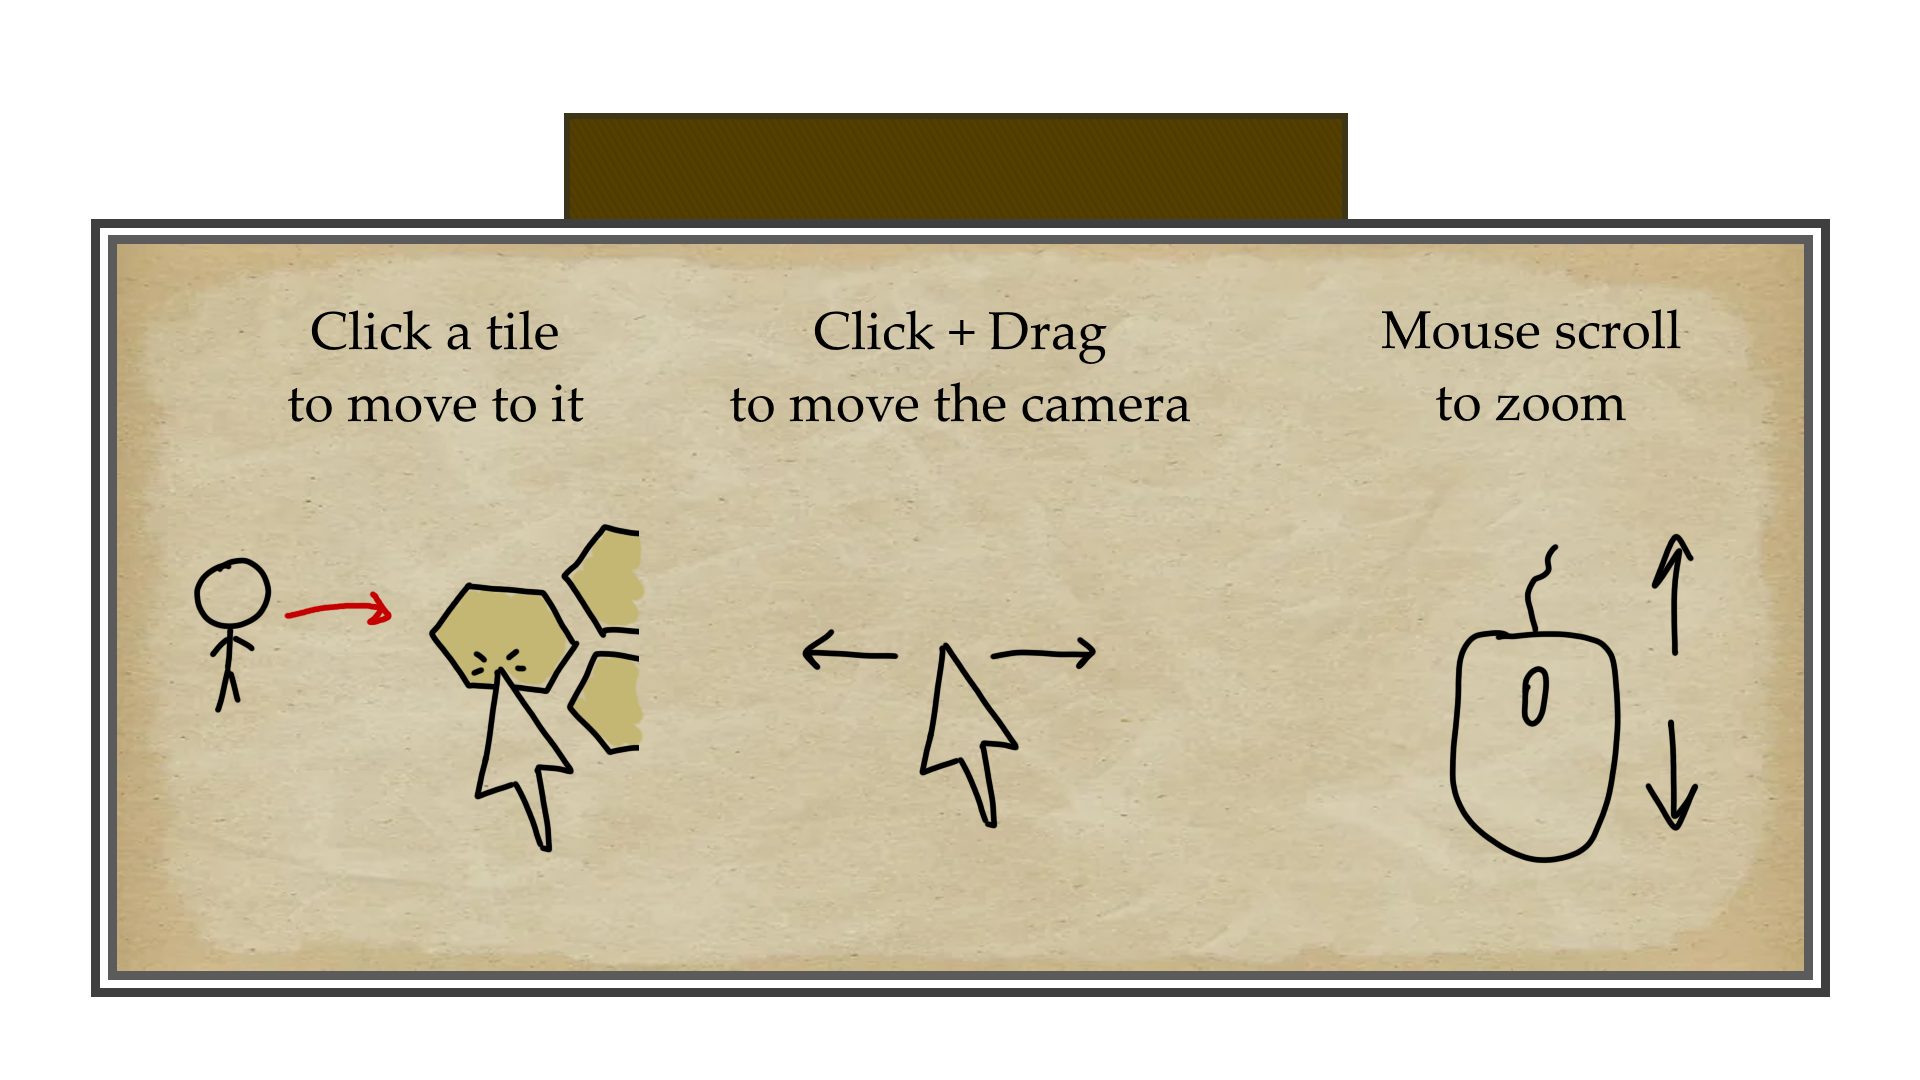 Click a tile
to move to it
Click + Drag
to move the camera
Mouse scroll
to zoom